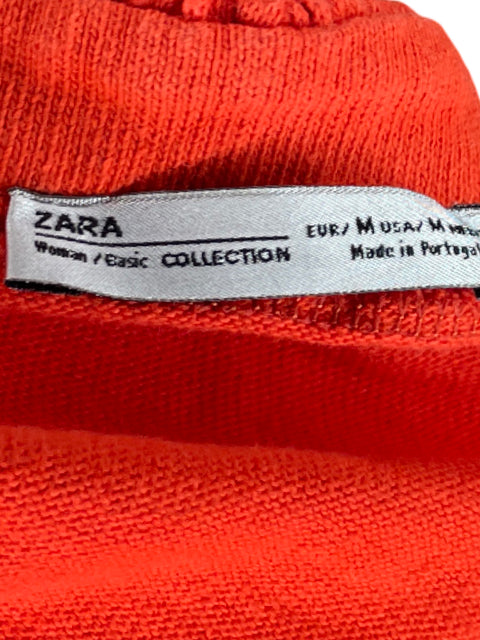 ZARA
Woman / Basic COLLECTION
EUR/ M USA/ M
Made in Portugal